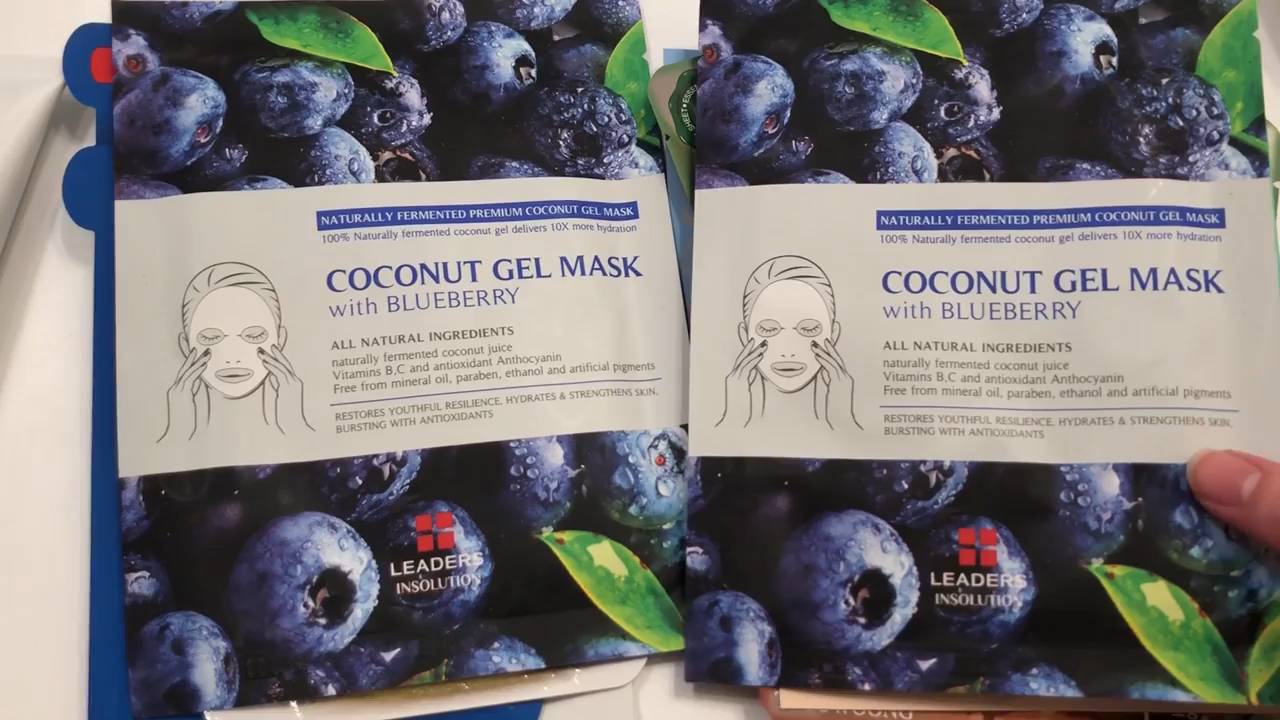 NATURALLY FERMENTED PREMIUM COCONUT GEL MASK
100% Naturally fermented coconut gel delivers 10X more hydration
COCONUT GEL MASK
with BLUEBERRY
ALL NATURAL INGREDIENTS
naturally fermented coconut juice
Vitamins B,C and antioxidant Anthocyanin
Free from mineral oil, paraben, ethanol and artificial pigments
RESTORES YOUTHFUL RESILIENCE, HYDRATES & STRENGTHENS SKIN.
BURSTING WITH ANTIOXIDANTS
LEADERS
INSOLUTION
SHEET•ESS
NATURALLY FERMENTED PREMIUM COCONUT GEL MASK
100% Naturally fermented coconut gel delivers 10X more hydration
COCONUT GEL MASK
with BLUEBERRY
ALL NATURAL INGREDIENTS
naturally fermented coconut juice
Vitamins B,C and antioxidant Anthocyanin
Free from mineral oil, paraben, ethanol and artificial pigments
RESTORES YOUTHFUL RESILIENCE, HYDRATES & STRENGTHENS SKIN.
BURSTING WITH ANTIOXIDANTS
LEADERS
INSOLUTION